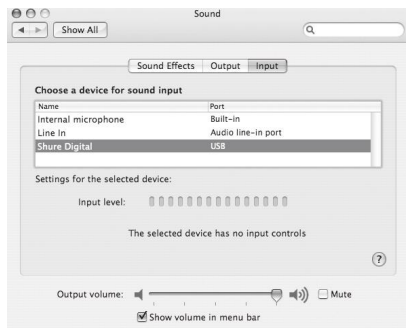 Sound
Show All
Sound Effects Output Input
Choose a device for sound input
Name Port
Internal microphone Built-in
Line In Audio line-in port
Shure Digital USB
Settings for the selected device:
Input level:
The selected device has no input controls
?
Output volume: Mute
Show volume in menu bar